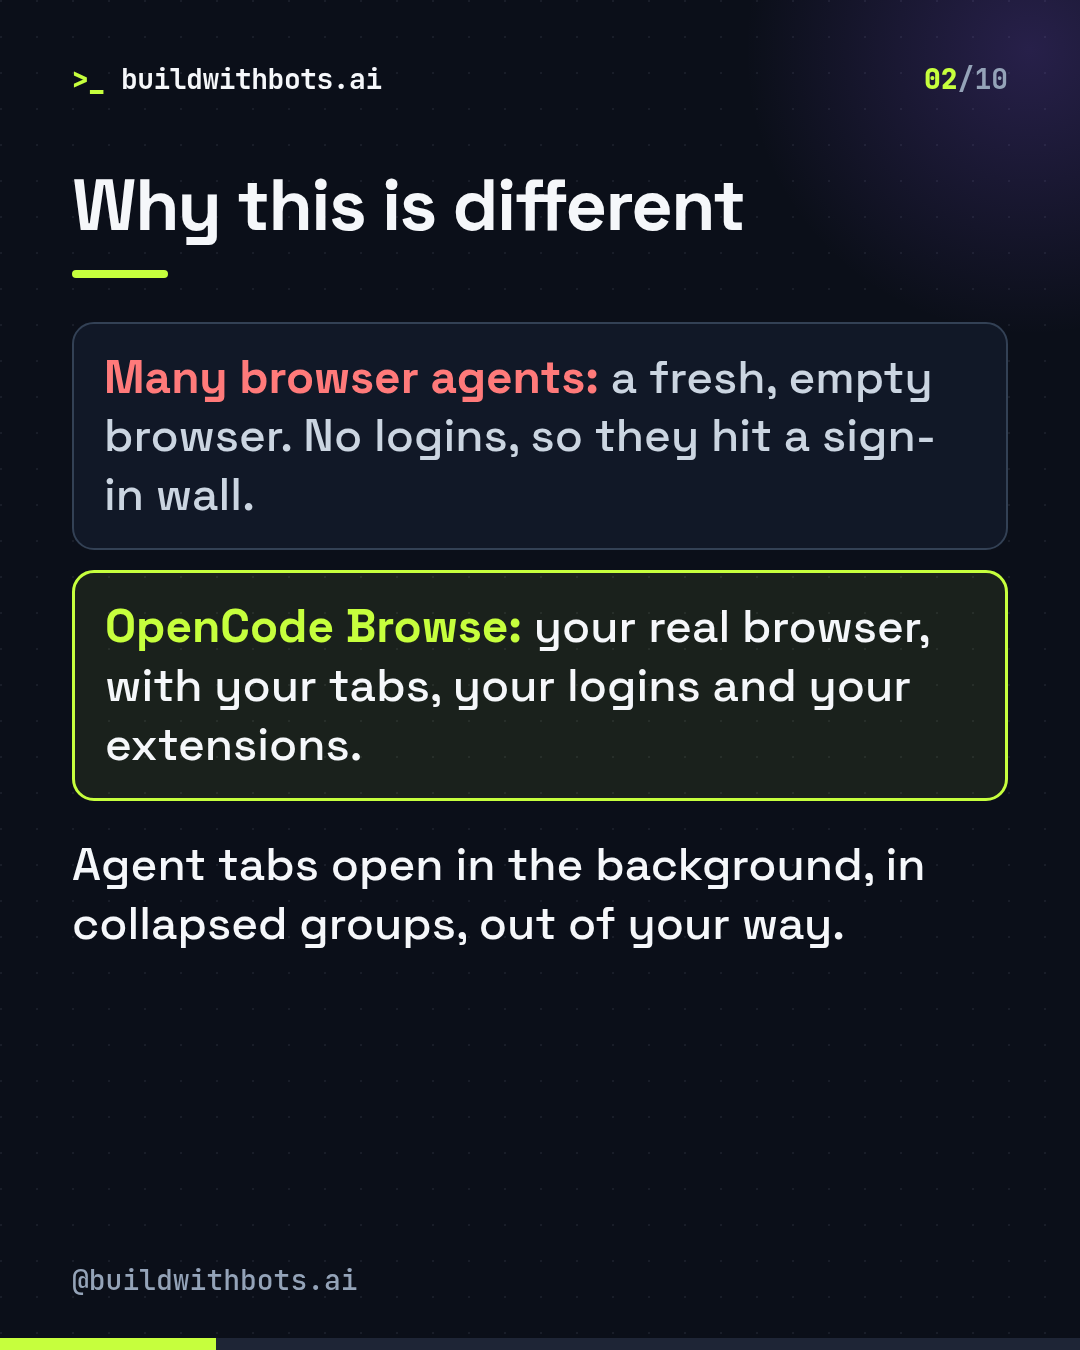 >_ buildwithbots.ai
02/10
Why this is different
Many browser agents: a fresh, empty
browser. No logins, so they hit a sign-
in wall.
OpenCode Browse: your real browser,
with your tabs, your logins and your
extensions.
Agent tabs open in the background, in
collapsed groups, out of your way.
@buildwithbots.ai